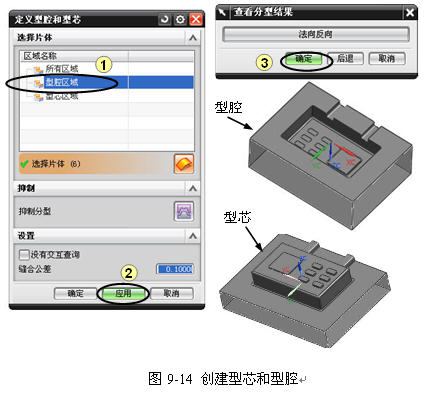 定义型腔和型芯
选择片体
区域名称
所有区域
型腔区域
型芯区域
选择片体 (6)
抑制
抑制分型
设置
没有交互查询
缝合公差
0.1000
确定
应用
取消
1
2
查看分型结果
法向反向
3
确定
后退
取消
型腔
型芯
图 9-14 创建型芯和型腔